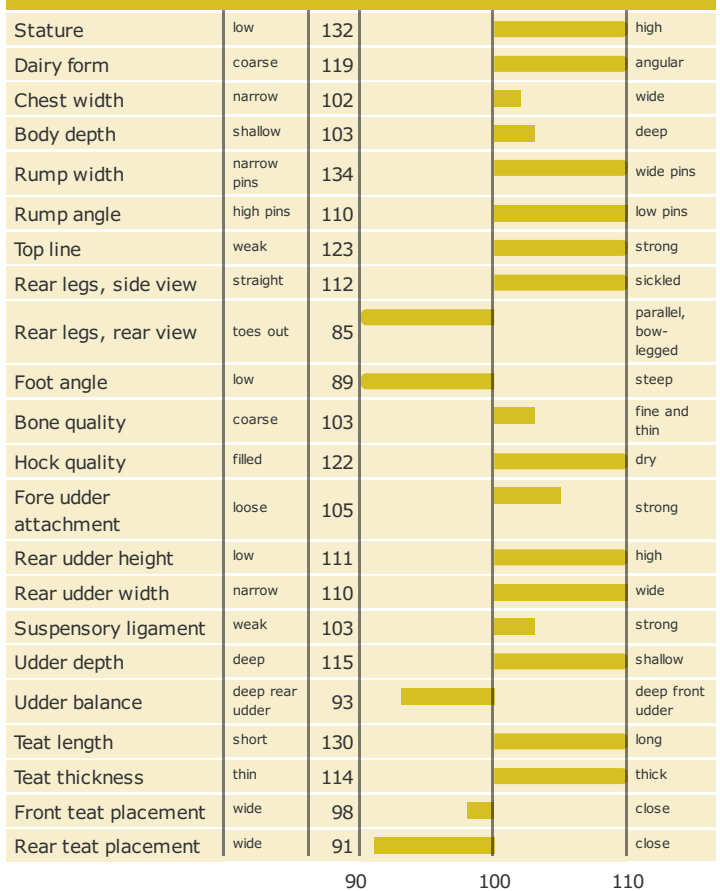 Stature low 132 high
Dairy form coarse 119 angular
Chest width narrow 102 wide
Body depth shallow 103 deep
Rump width narrow pins 134 wide pins
Rump angle high pins 110 low pins
Top line weak 123 strong
Rear legs, side view straight 112 sickled
Rear legs, rear view toes out 85 parallel, bow-legged
Foot angle low 89 steep
Bone quality coarse 103 fine and thin
Hock quality filled 122 dry
Fore udder attachment loose 105 strong
Rear udder height low 111 high
Rear udder width narrow 110 wide
Suspensory ligament weak 103 strong
Udder depth deep 115 shallow
Udder balance deep rear udder 93 deep front udder
Teat length short 130 long
Teat thickness thin 114 thick
Front teat placement wide 98 close
Rear teat placement wide 91 close
90 100 110